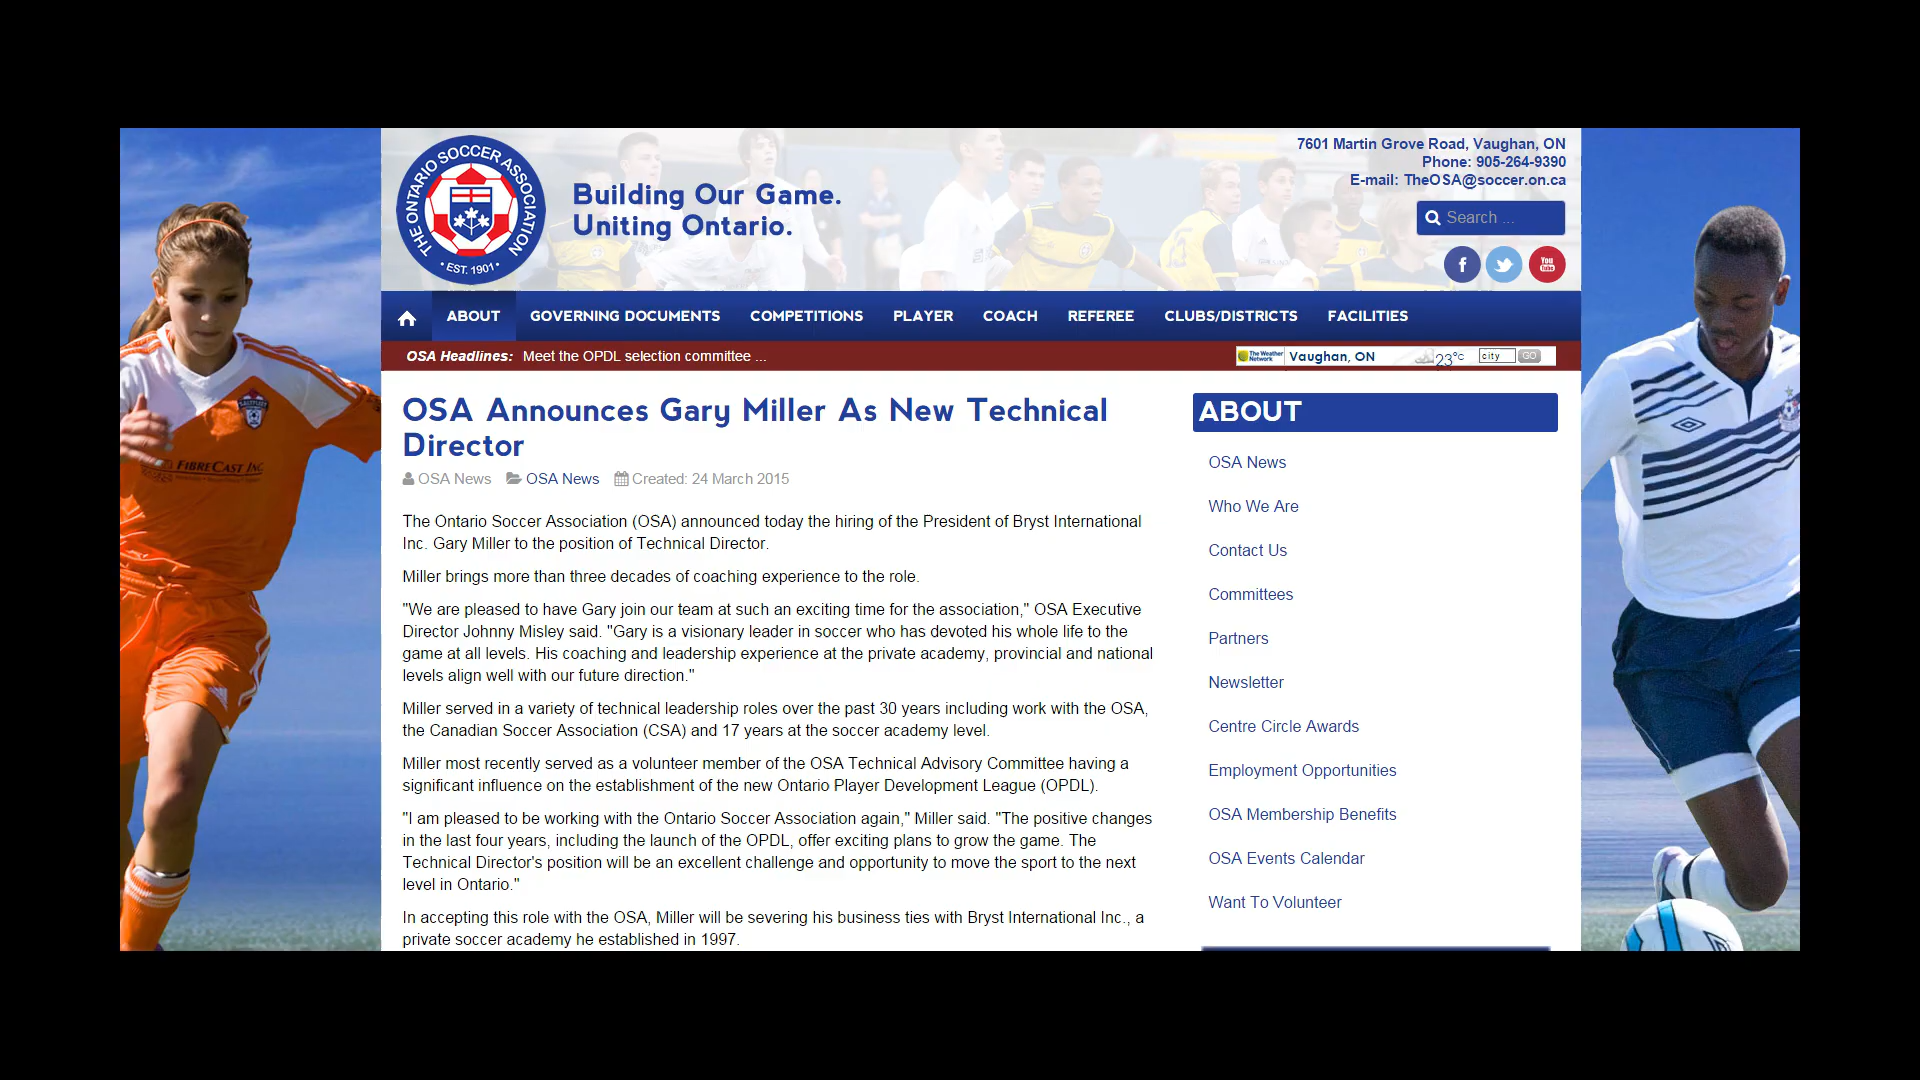 THE ONTARIO SOCCER ASSOCIATION
• EST. 1901 •
Building Our Game.
Uniting Ontario.
7601 Martin Grove Road, Vaughan, ON
Phone: 905-264-9390
E-mail: TheOSA@soccer.on.ca
Search ...
f
You
Tube
ABOUT GOVERNING DOCUMENTS COMPETITIONS PLAYER COACH REFEREE CLUBS/DISTRICTS FACILITIES
OSA Headlines: Meet the OPDL selection committee ...
The Weather Network Vaughan, ON 23°C city GO
OSA Announces Gary Miller As New Technical
Director
OSA News OSA News Created: 24 March 2015
The Ontario Soccer Association (OSA) announced today the hiring of the President of Bryst International
Inc. Gary Miller to the position of Technical Director.
Miller brings more than three decades of coaching experience to the role.
"We are pleased to have Gary join our team at such an exciting time for the association," OSA Executive
Director Johnny Misley said. "Gary is a visionary leader in soccer who has devoted his whole life to the
game at all levels. His coaching and leadership experience at the private academy, provincial and national
levels align well with our future direction."
Miller served in a variety of technical leadership roles over the past 30 years including work with the OSA,
the Canadian Soccer Association (CSA) and 17 years at the soccer academy level.
Miller most recently served as a volunteer member of the OSA Technical Advisory Committee having a
significant influence on the establishment of the new Ontario Player Development League (OPDL).
"I am pleased to be working with the Ontario Soccer Association again," Miller said. "The positive changes
in the last four years, including the launch of the OPDL, offer exciting plans to grow the game. The
Technical Director's position will be an excellent challenge and opportunity to move the sport to the next
level in Ontario."
In accepting this role with the OSA, Miller will be severing his business ties with Bryst International Inc., a
private soccer academy he established in 1997.
ABOUT
OSA News
Who We Are
Contact Us
Committees
Partners
Newsletter
Centre Circle Awards
Employment Opportunities
OSA Membership Benefits
OSA Events Calendar
Want To Volunteer
FIBRECAST INC.